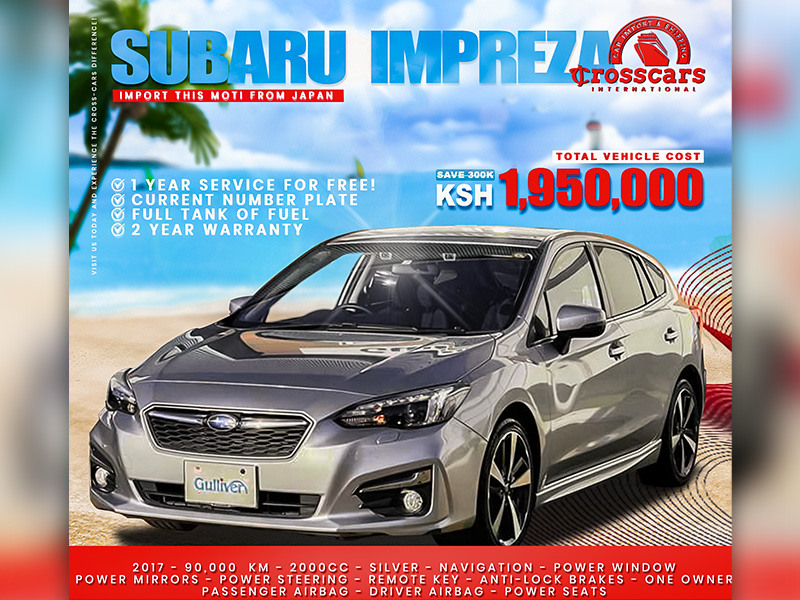 SUBARU IMPREZA
IMPORT THIS MOTI FROM JAPAN
CAR IMPORT & SHIPPING
Crosscars
INTERNATIONAL
VISIT US TODAY AND EXPERIENCE THE CROSS-CARS DIFFERENCE!
TOTAL VEHICLE COST
SAVE 300K
KSH 1,950,000
1 YEAR SERVICE FOR FREE!
CURRENT NUMBER PLATE
FULL TANK OF FUEL
2 YEAR WARRANTY
Gulliver
2017 - 90,000 KM - 2000CC - SILVER - NAVIGATION - POWER WINDOW
POWER MIRRORS - POWER STEERING - REMOTE KEY - ANTI-LOCK BRAKES - ONE OWNER
PASSENGER AIRBAG - DRIVER AIRBAG - POWER SEATS